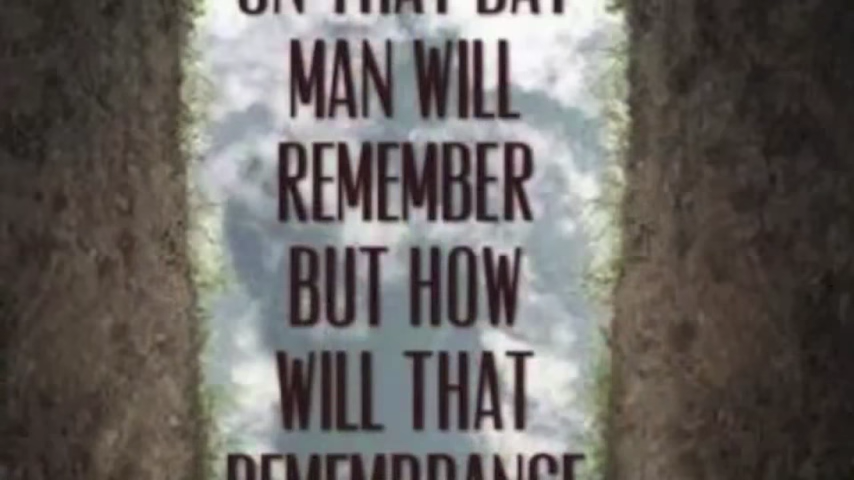 ON THAT DAY
MAN WILL
REMEMBER
BUT HOW
WILL THAT
REMEMBRANCE